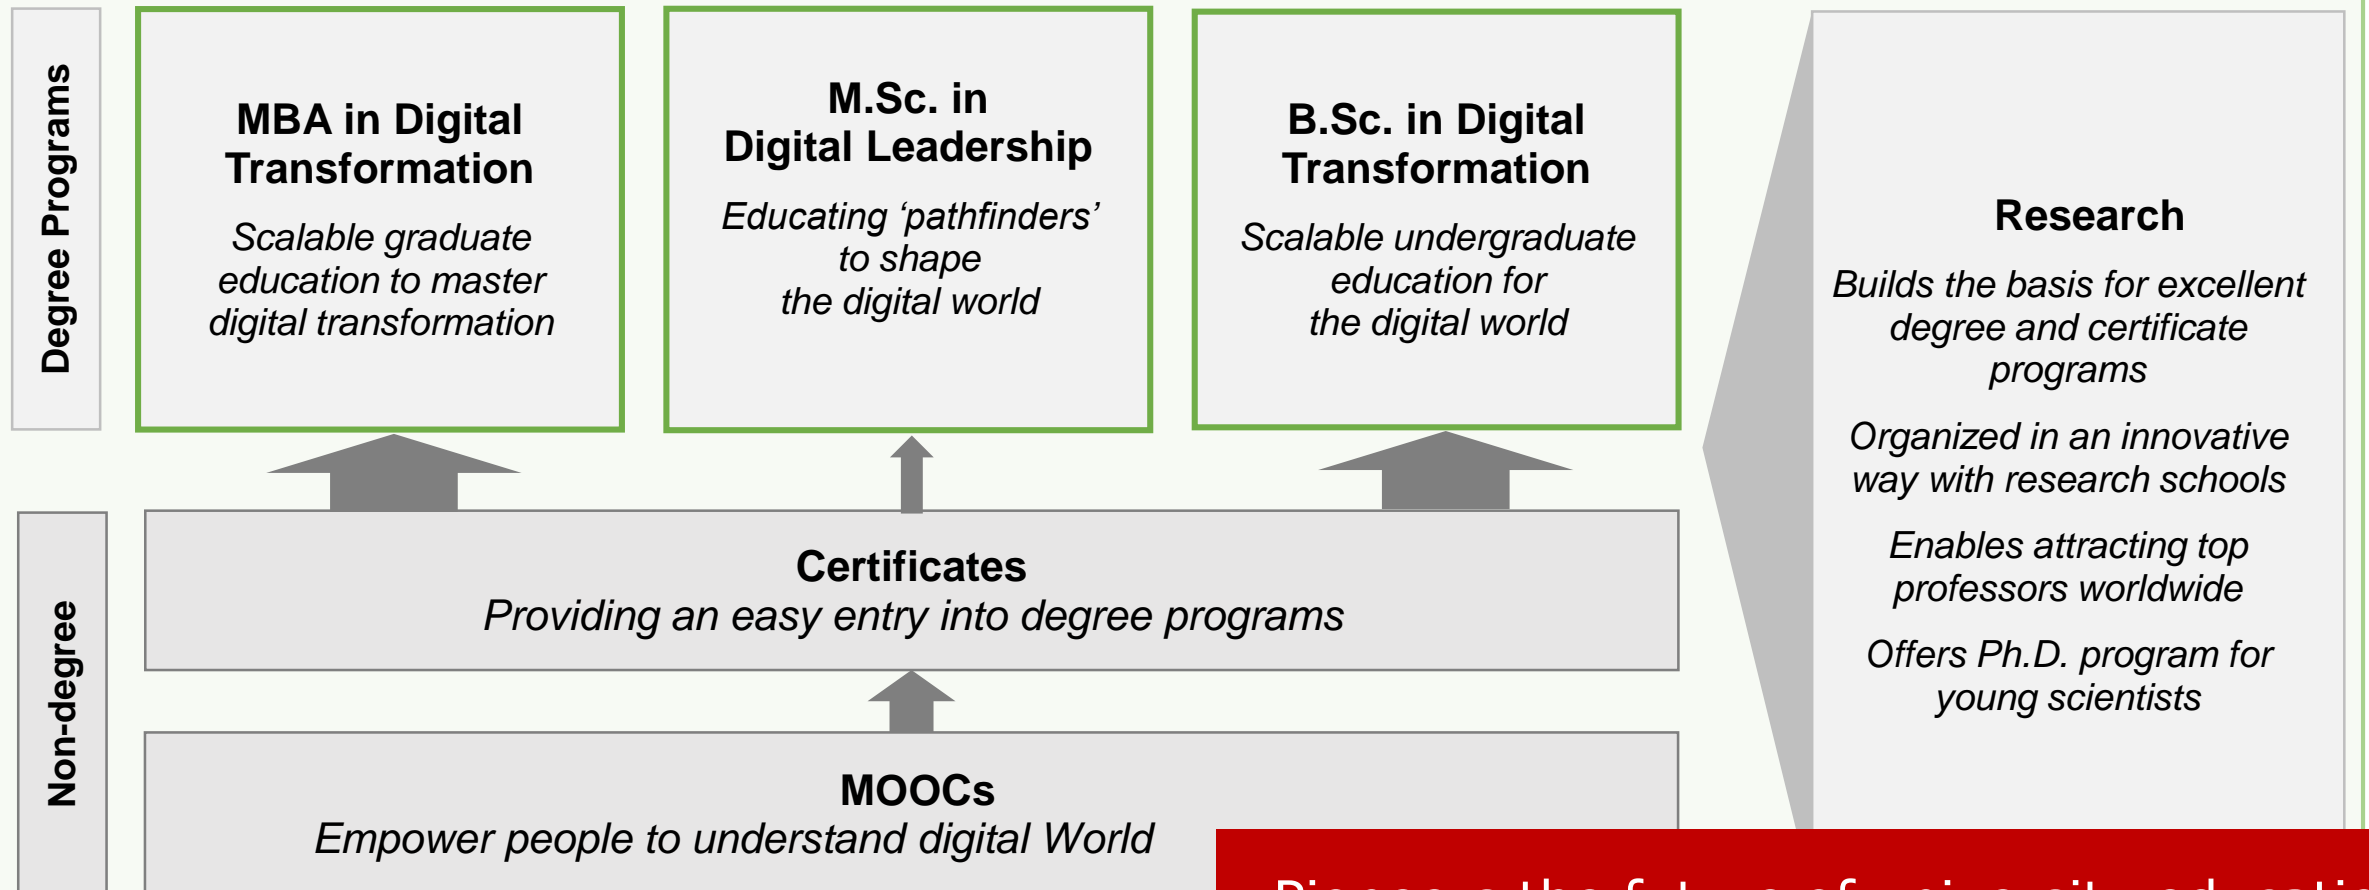 Degree Programs
MBA in Digital
Transformation
Scalable graduate
education to master
digital transformation
M.Sc. in
Digital Leadership
Educating ‘pathfinders’
to shape
the digital world
B.Sc. in Digital
Transformation
Scalable undergraduate
education for
the digital world
Research
Builds the basis for excellent
degree and certificate
programs
Organized in an innovative
way with research schools
Enables attracting top
professors worldwide
Offers Ph.D. program for
young scientists
Non-degree
Certificates
Providing an easy entry into degree programs
MOOCs
Empower people to understand digital World
the future of